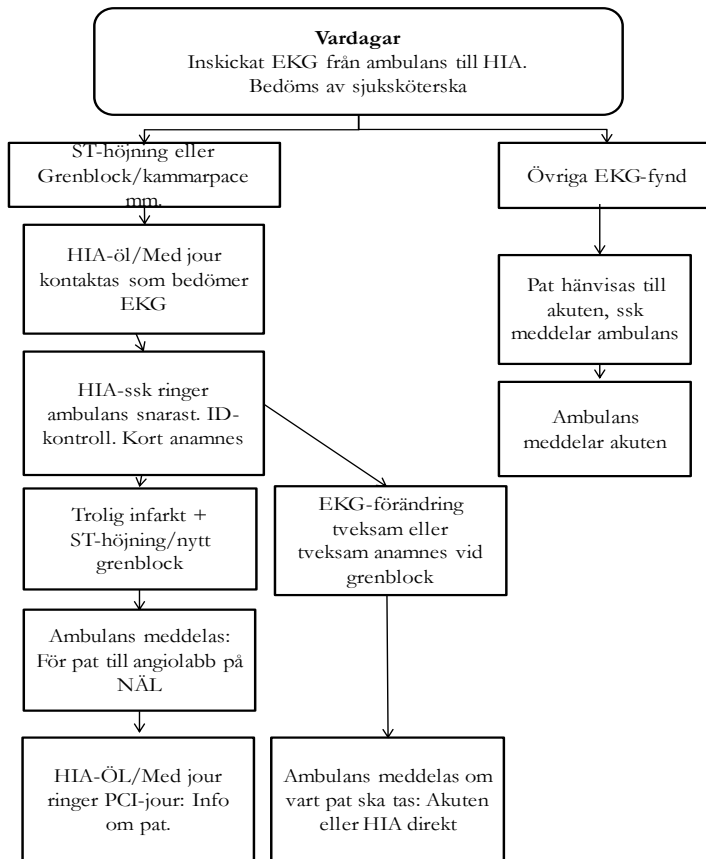 Vardagar
Inskickat EKG från ambulans till HIA.
Bedöms av sjuksköterska
ST-höjning eller
Grenblock/kammarpace
mm.
HIA-öl/Med jour
kontaktas som bedömer
EKG
HIA-ssk ringer
ambulans snarast. ID-
kontroll. Kort anamnes
Trolig infarkt +
ST-höjning/nytt
grenblock
Ambulans meddelas:
För pat till angiolabb på
NÄL
HIA-ÖL/Med jour
ringer PCI-jour: Info
om pat.
EKG-förändring
tveksam eller
tveksam anamnes vid
grenblock
Ambulans meddelas om
vart pat ska tas: Akuten
eller HIA direkt
Övriga EKG-fynd
Pat hänvisas till
akuten, ssk
meddelar ambulans
Ambulans
meddelar akuten